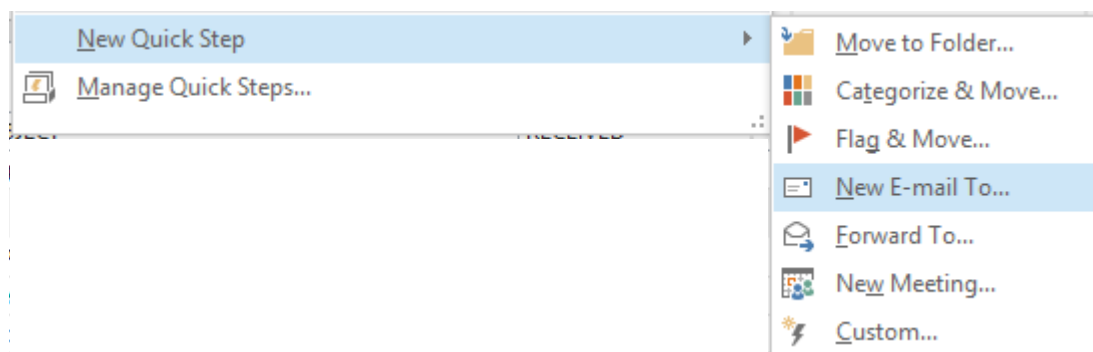 New Quick Step
Manage Quick Steps...
Move to Folder...
Categorize & Move...
Flag & Move...
New E-mail To...
Forward To...
New Meeting...
Custom...